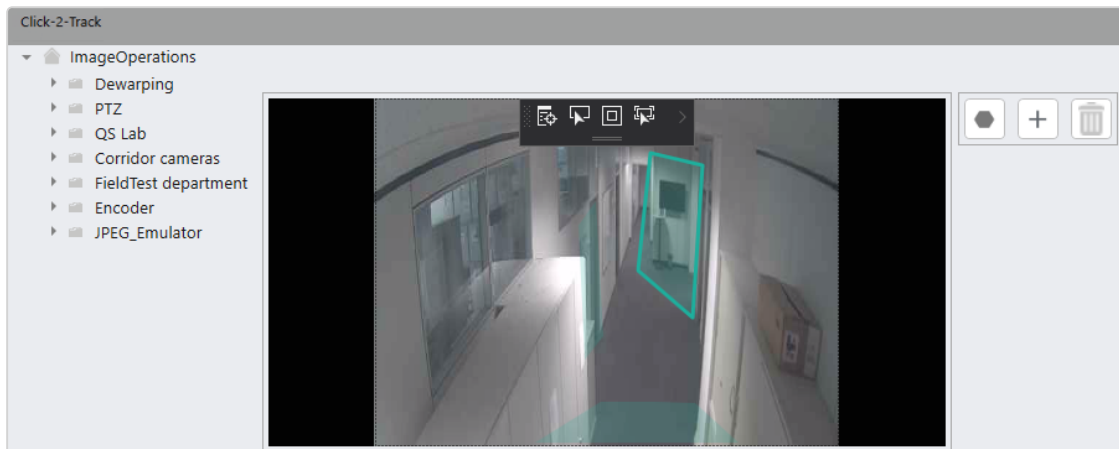 Click-2-Track
ImageOperations
Dewarping
PTZ
QS Lab
Corridor cameras
FieldTest department
Encoder
JPEG_Emulator